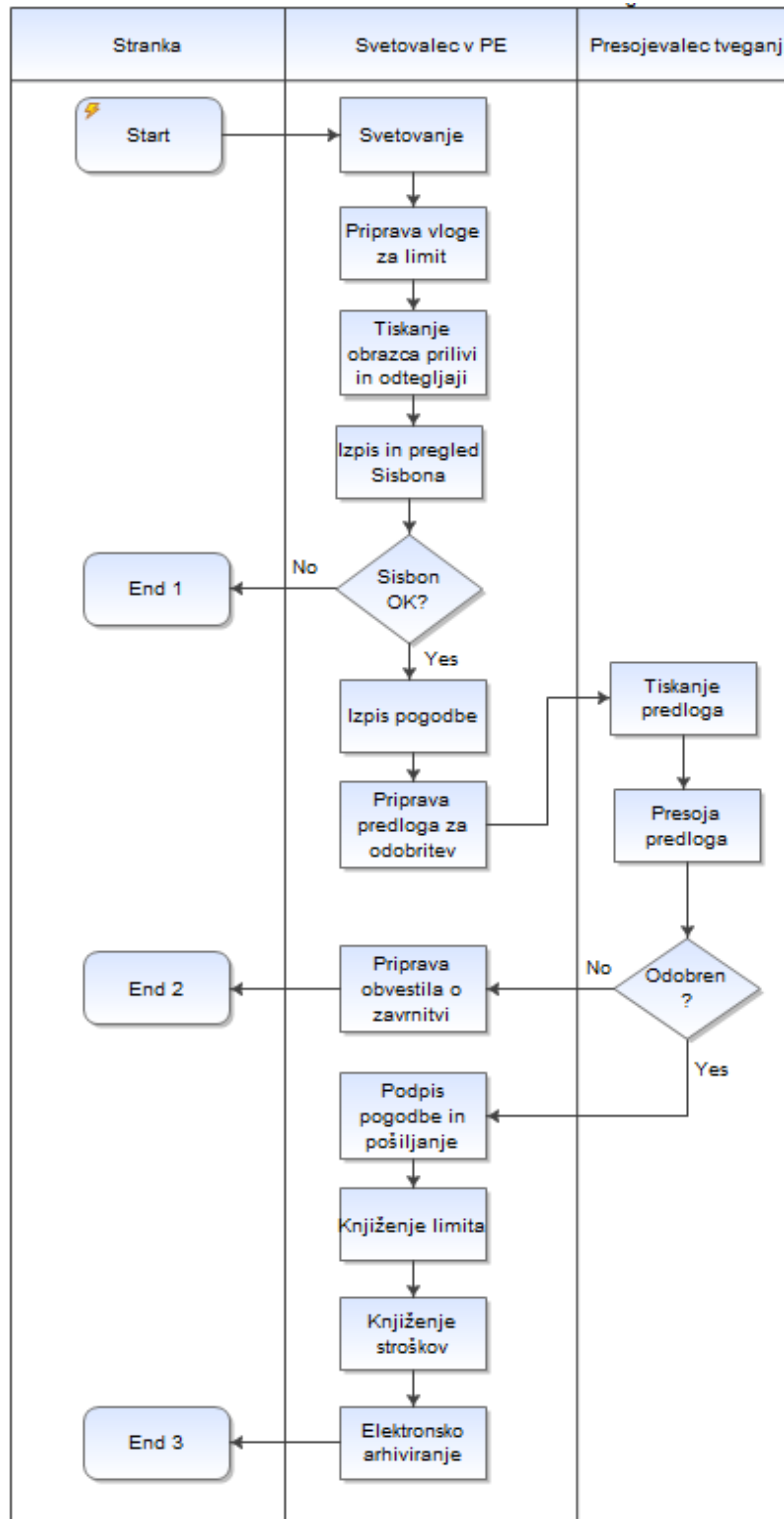 Stranka
Svetovalec v PE
Presojevalec tveganj
Start
Svetovanje
Priprava vloge
za limit
Tiskanje
obrazca prilivi
in odtegljaji
Izpis in pregled
Sisbona
Sisbon
OK?
No
End 1
Yes
Izpis pogodbe
Priprava
predloga za
odobritev
Tiskanje
predloga
Presoja
predloga
Odobren
?
No
Priprava
obvestila o
zavrnitvi
End 2
Yes
Podpis
pogodbe in
pošiljanje
Knjiženje limita
Knjiženje
stroškov
Elektronsko
arhiviranje
End 3